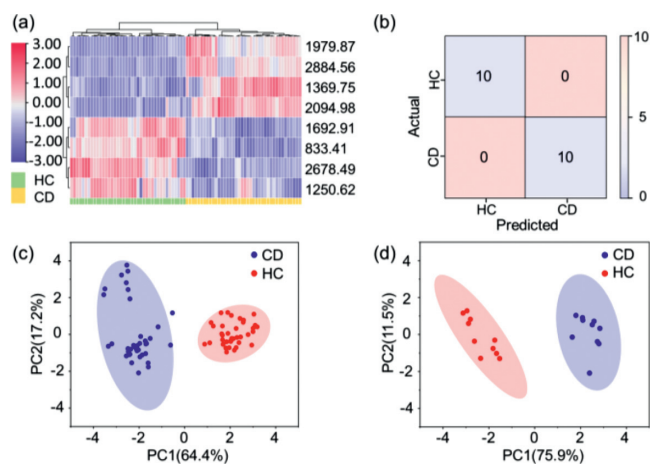 (a)
3.00
2.00
1.00
0.00
-1.00
-2.00
-3.00
HC
CD
1979.87
2884.56
1369.75
2094.98
1692.91
833.41
2678.49
1250.62
(b)
Actual
HC
CD
10
0
0
10
HC
CD
Predicted
10
5
0
(c)
CD
HC
PC2(17.2%)
4
2
0
-2
-4
-4
-2
0
2
4
PC1(64.4%)
(d)
CD
HC
PC2(11.5%)
4
2
0
-2
-4
-4
-2
0
2
4
PC1(75.9%)